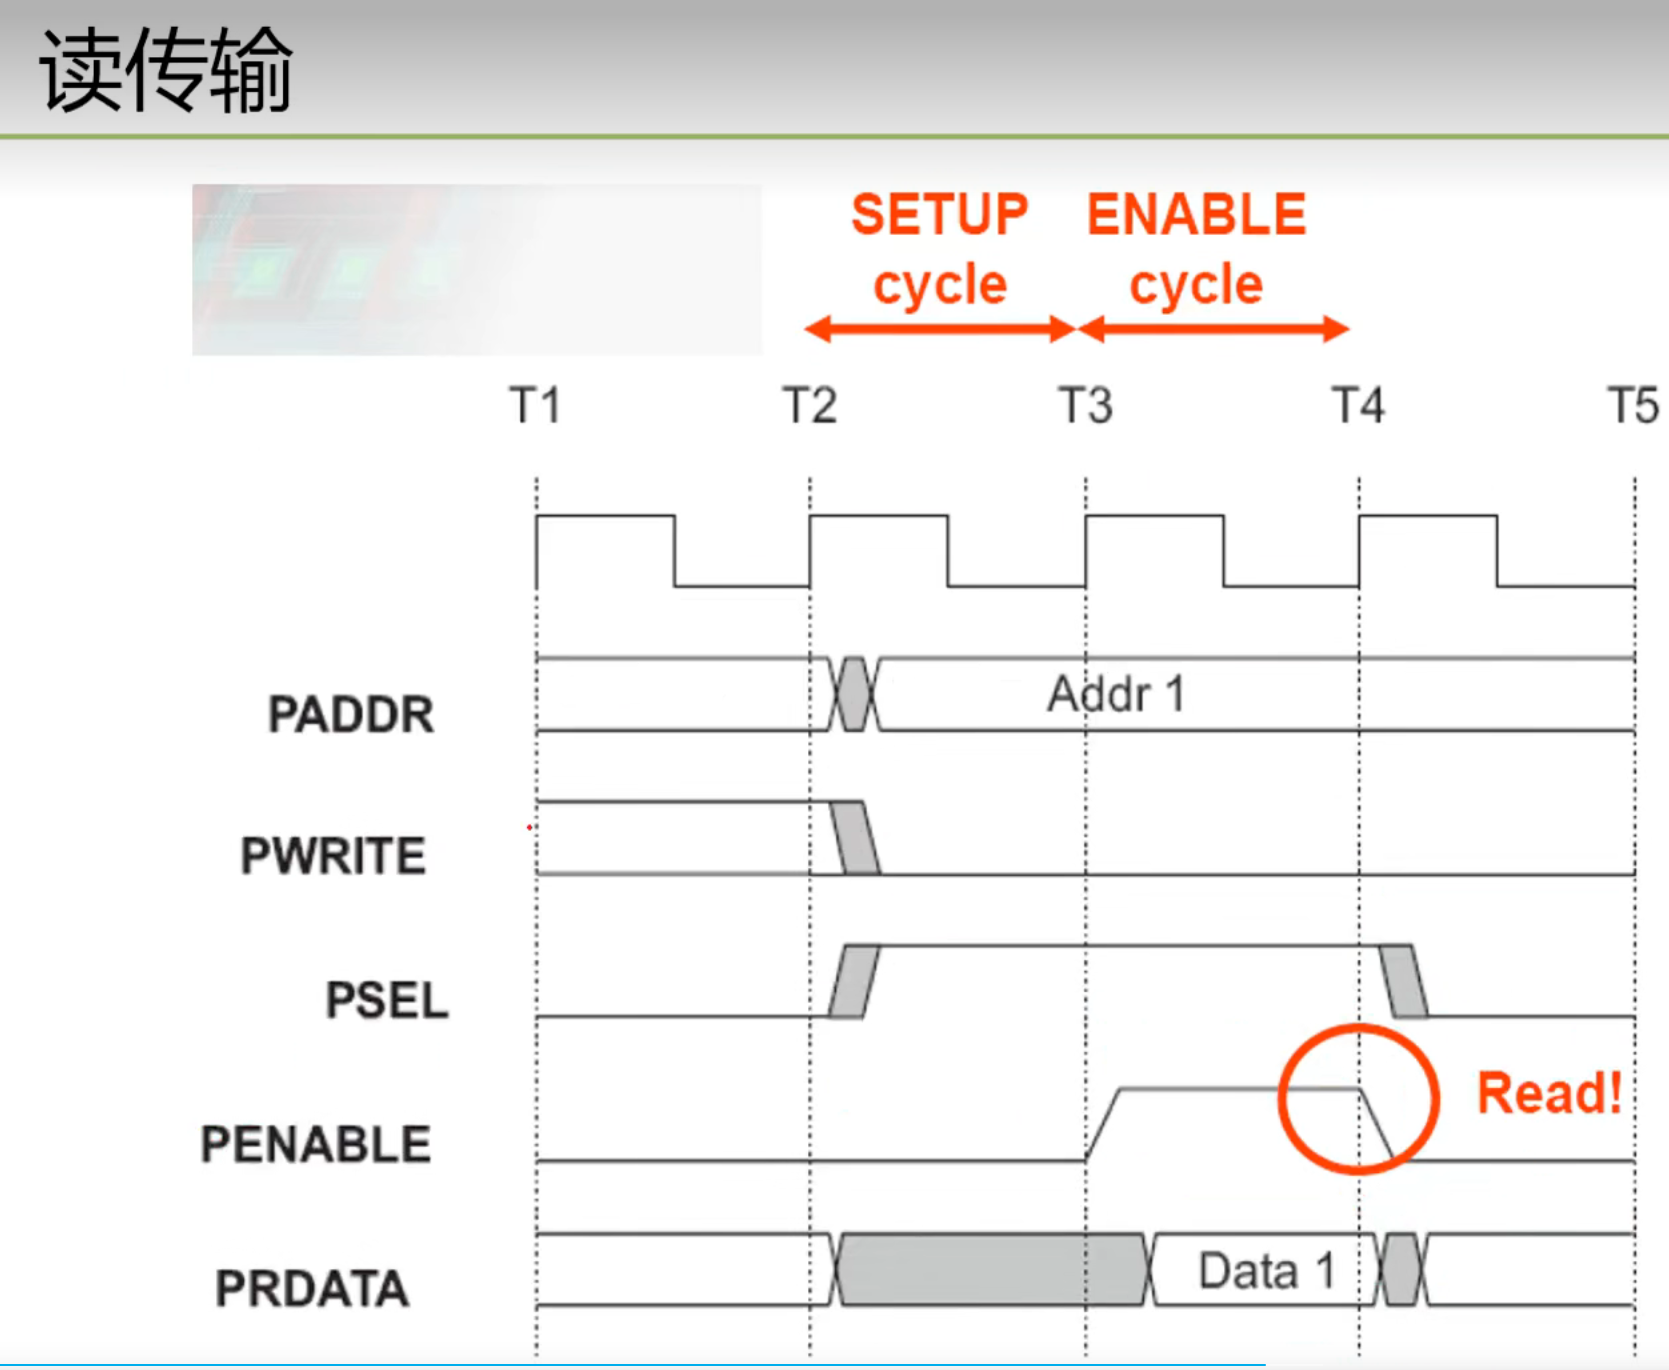 读传输
SETUP ENABLE
cycle cycle
T1 T2 T3 T4 T5
PADDR Addr 1
PWRITE
PSEL
Read!
PENABLE
PRDATA Data 1